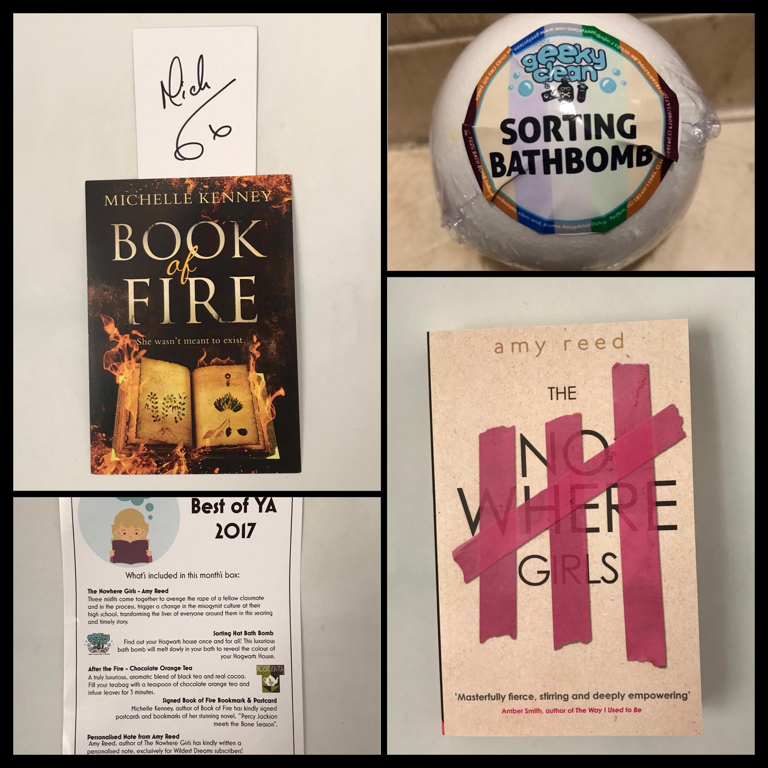 Mich
6x
MICHELLE KENNEY
BOOK
of
FIRE
She wasn't meant to exist.
geeky
clean
SORTING
BATHBOMB
Best of YA
2017
What's included in this month's box:
The Nowhere Girls - Amy Reed
Three misfits come together to avenge the rape of a fellow classmate
and in the process, trigger a change in the misogynist culture at their
high school, transforming the lives of everyone around them in this searing
and timely story.
Sorting Hat Bath Bomb
Find out your Hogwarts house once and for all! This luxurious
bath bomb will melt slowly in your bath to reveal the colour of
your Hogwarts House.
After the Fire - Chocolate Orange Tea
A truly luxurious, aromatic blend of black tea and real cocoa.
Fill your teabag with a teaspoon of chocolate orange tea and
infuse leaves for 3 minutes.
Signed Book of Fire Bookmark & Postcard
Michelle Kenney, author of Book of Fire has kindly signed
postcards and bookmarks of her stunning novel. "Percy Jackson
meets the Bone Season".
Personalised Note from Amy Reed
Amy Reed, author of The Nowhere Girls has kindly written a
personalised note, exclusively for Wildest Dreams subscribers!
amy reed
THE
NO
WHERE
GIRLS
'Masterfully fierce, stirring and deeply empowering'
Amber Smith, author of The Way I Used to Be